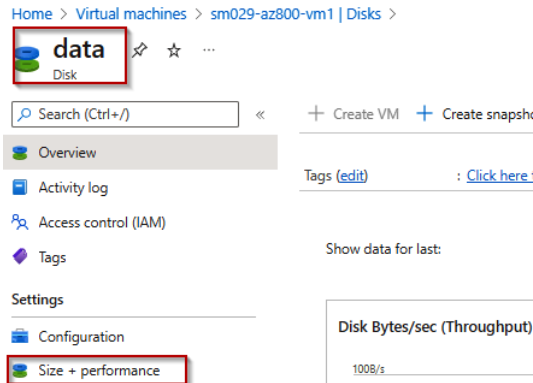 Home > Virtual machines > sm029-az800-vm1 | Disks >
data
Disk
Search (Ctrl+/)
Create VM
Create snapsh
Overview
Activity log
Tags (edit) : Click here
Access control (IAM)
Tags
Show data for last:
Settings
Configuration
Disk Bytes/sec (Throughput)
Size + performance
100B/s